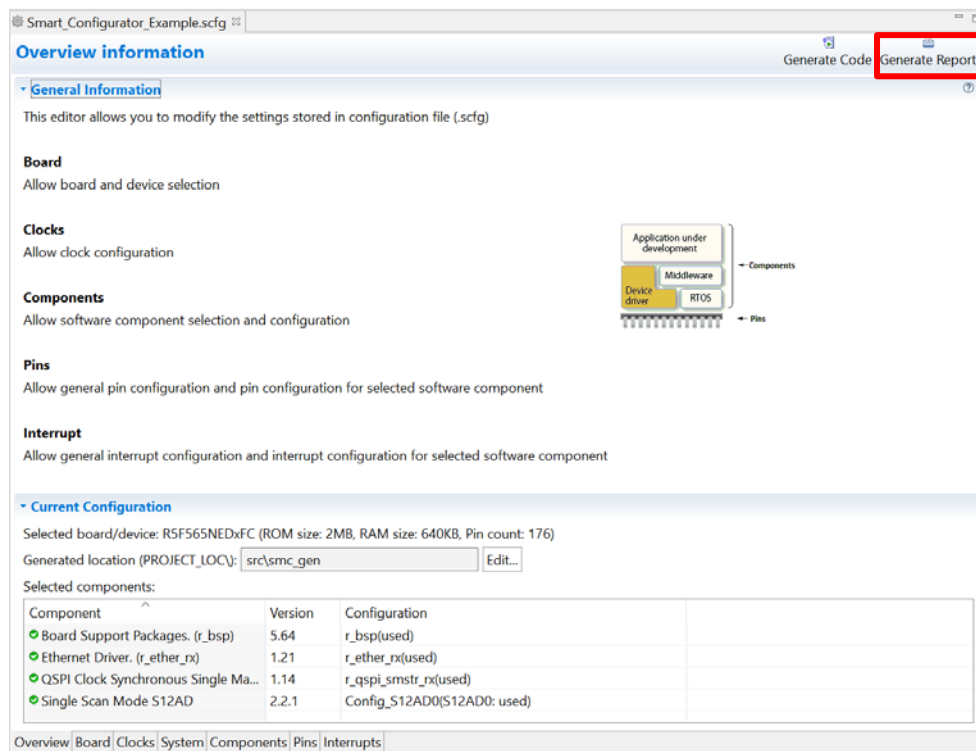 Smart_Configurator_Example.scfg
Overview information
Generate Code
Generate Report
General Information
This editor allows you to modify the settings stored in configuration file (.scfg)
Board
Allow board and device selection
Clocks
Allow clock configuration
Components
Allow software component selection and configuration
Pins
Allow general pin configuration and pin configuration for selected software component
Interrupt
Allow general interrupt configuration and interrupt configuration for selected software component
Application under
development
Middleware
Device
driver
RTOS
Components
Pins
Current Configuration
Selected board/device: R5F565NEDxFC (ROM size: 2MB, RAM size: 640KB, Pin count: 176)
Generated location (PROJECT_LOC\): src\smc_gen Edit...
Selected components:
Component Version Configuration
Board Support Packages. (r_bsp) 5.64 r_bsp(used)
Ethernet Driver. (r_ether_rx) 1.21 r_ether_rx(used)
QSPI Clock Synchronous Single Ma... 1.14 r_qspi_smstr_rx(used)
Single Scan Mode S12AD 2.2.1 Config_S12AD0(S12AD0: used)
Overview Board Clocks System Components Pins Interrupts